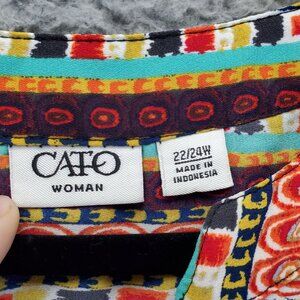 CATO
WOMAN
22/24W
MADE IN
INDONESIA